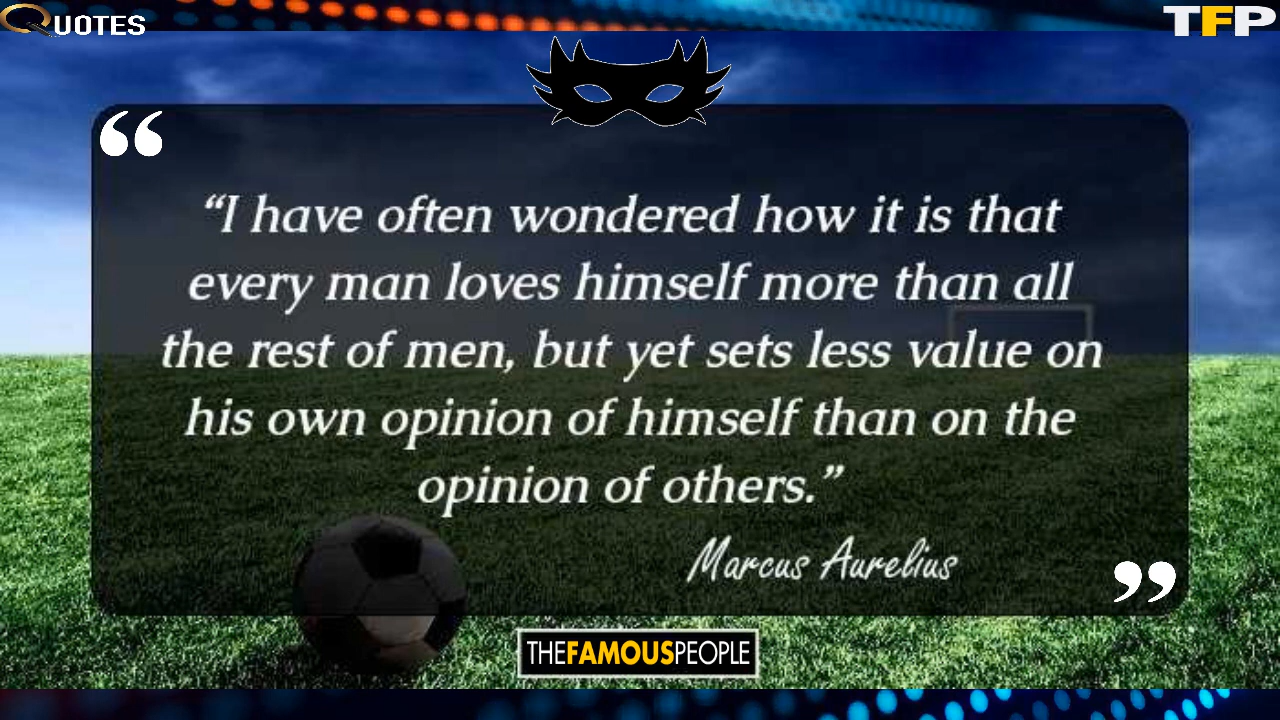 QUOTES
TFP
“
“I have often wondered how it is that
every man loves himself more than all
the rest of men, but yet sets less value on
his own opinion of himself than on the
opinion of others.”
Marcus Aurelius
”
THEFAMOUSPEOPLE